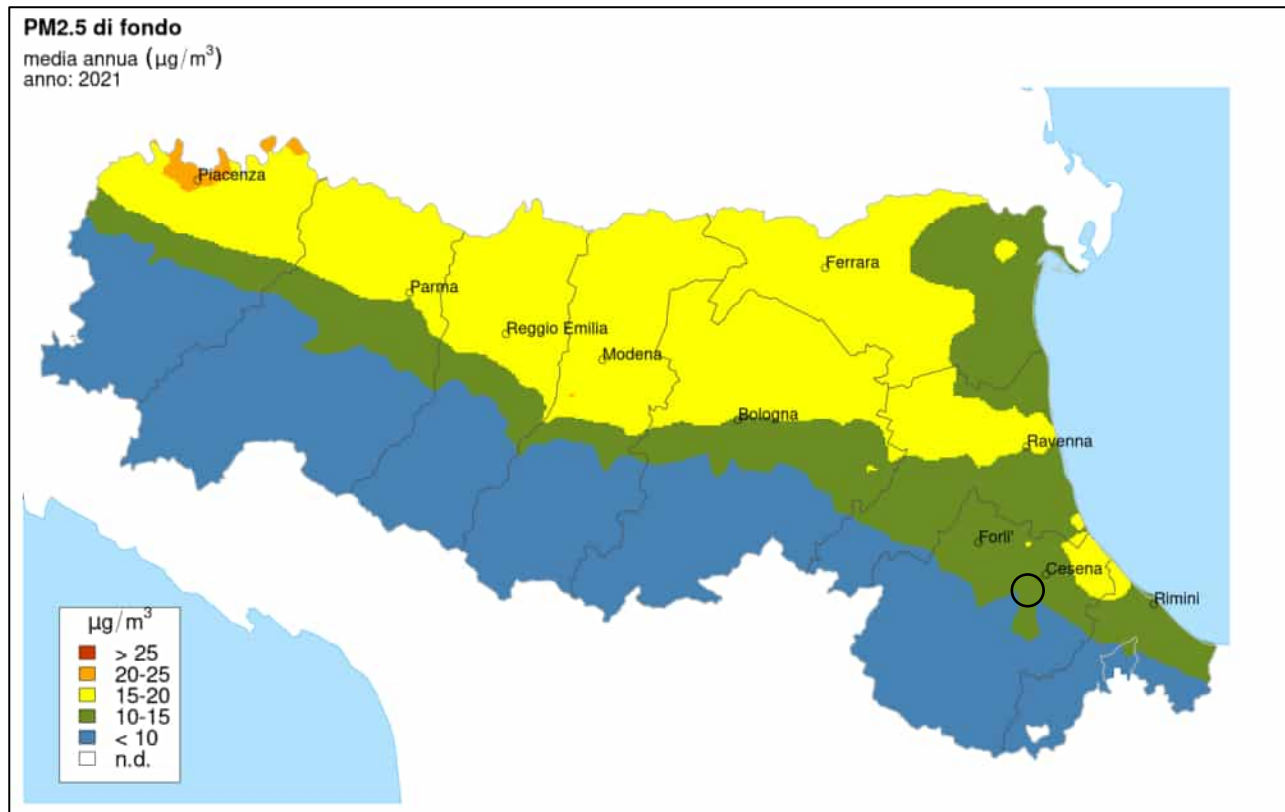 PM2.5 di fondo
media annua (µg/m³)
anno: 2021
Piacenza
Ferrara
Parma
Reggio Emilia
Modena
Bologna
Ravenna
Forli'
Cesena
Rimini
µg/m³
> 25
20-25
15-20
10-15
< 10
n.d.